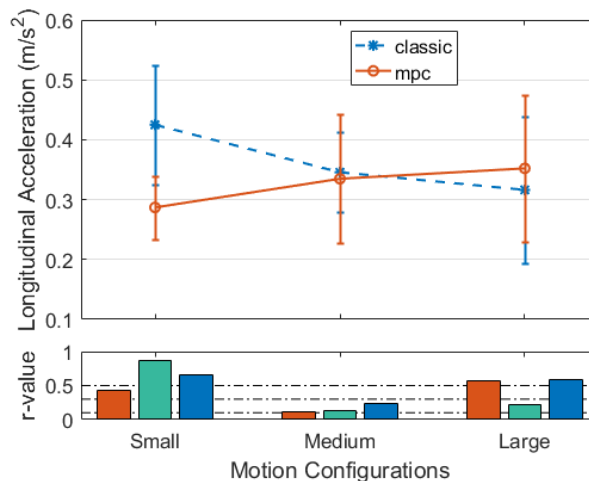 Longitudinal Acceleration (m/s²)
0.6
0.5
0.4
0.3
0.2
0.1
classic
mpc
r-value
1
0.5
0
Small Medium Large
Motion Configurations